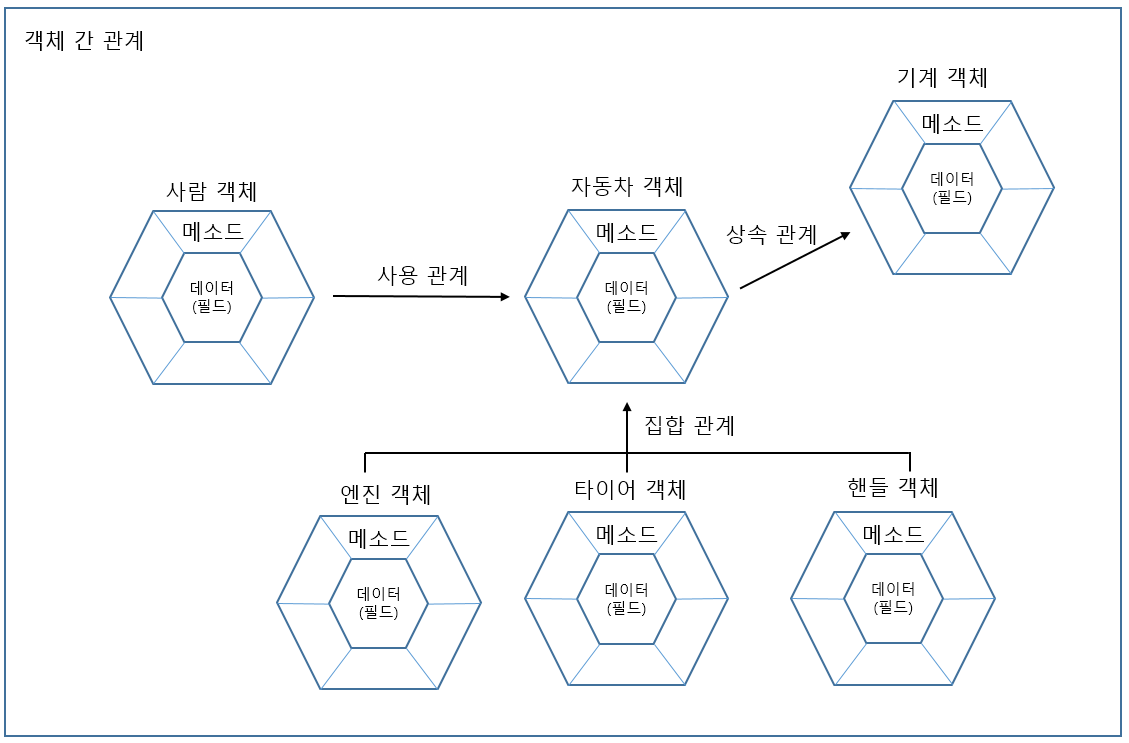 객체 간 관계
기계 객체
메소드
데이터
(필드)
사람 객체
메소드
데이터
(필드)
사용 관계
자동차 객체
메소드
데이터
(필드)
상속 관계
집합 관계
엔진 객체
메소드
데이터
(필드)
타이어 객체
메소드
데이터
(필드)
핸들 객체
메소드
데이터
(필드)